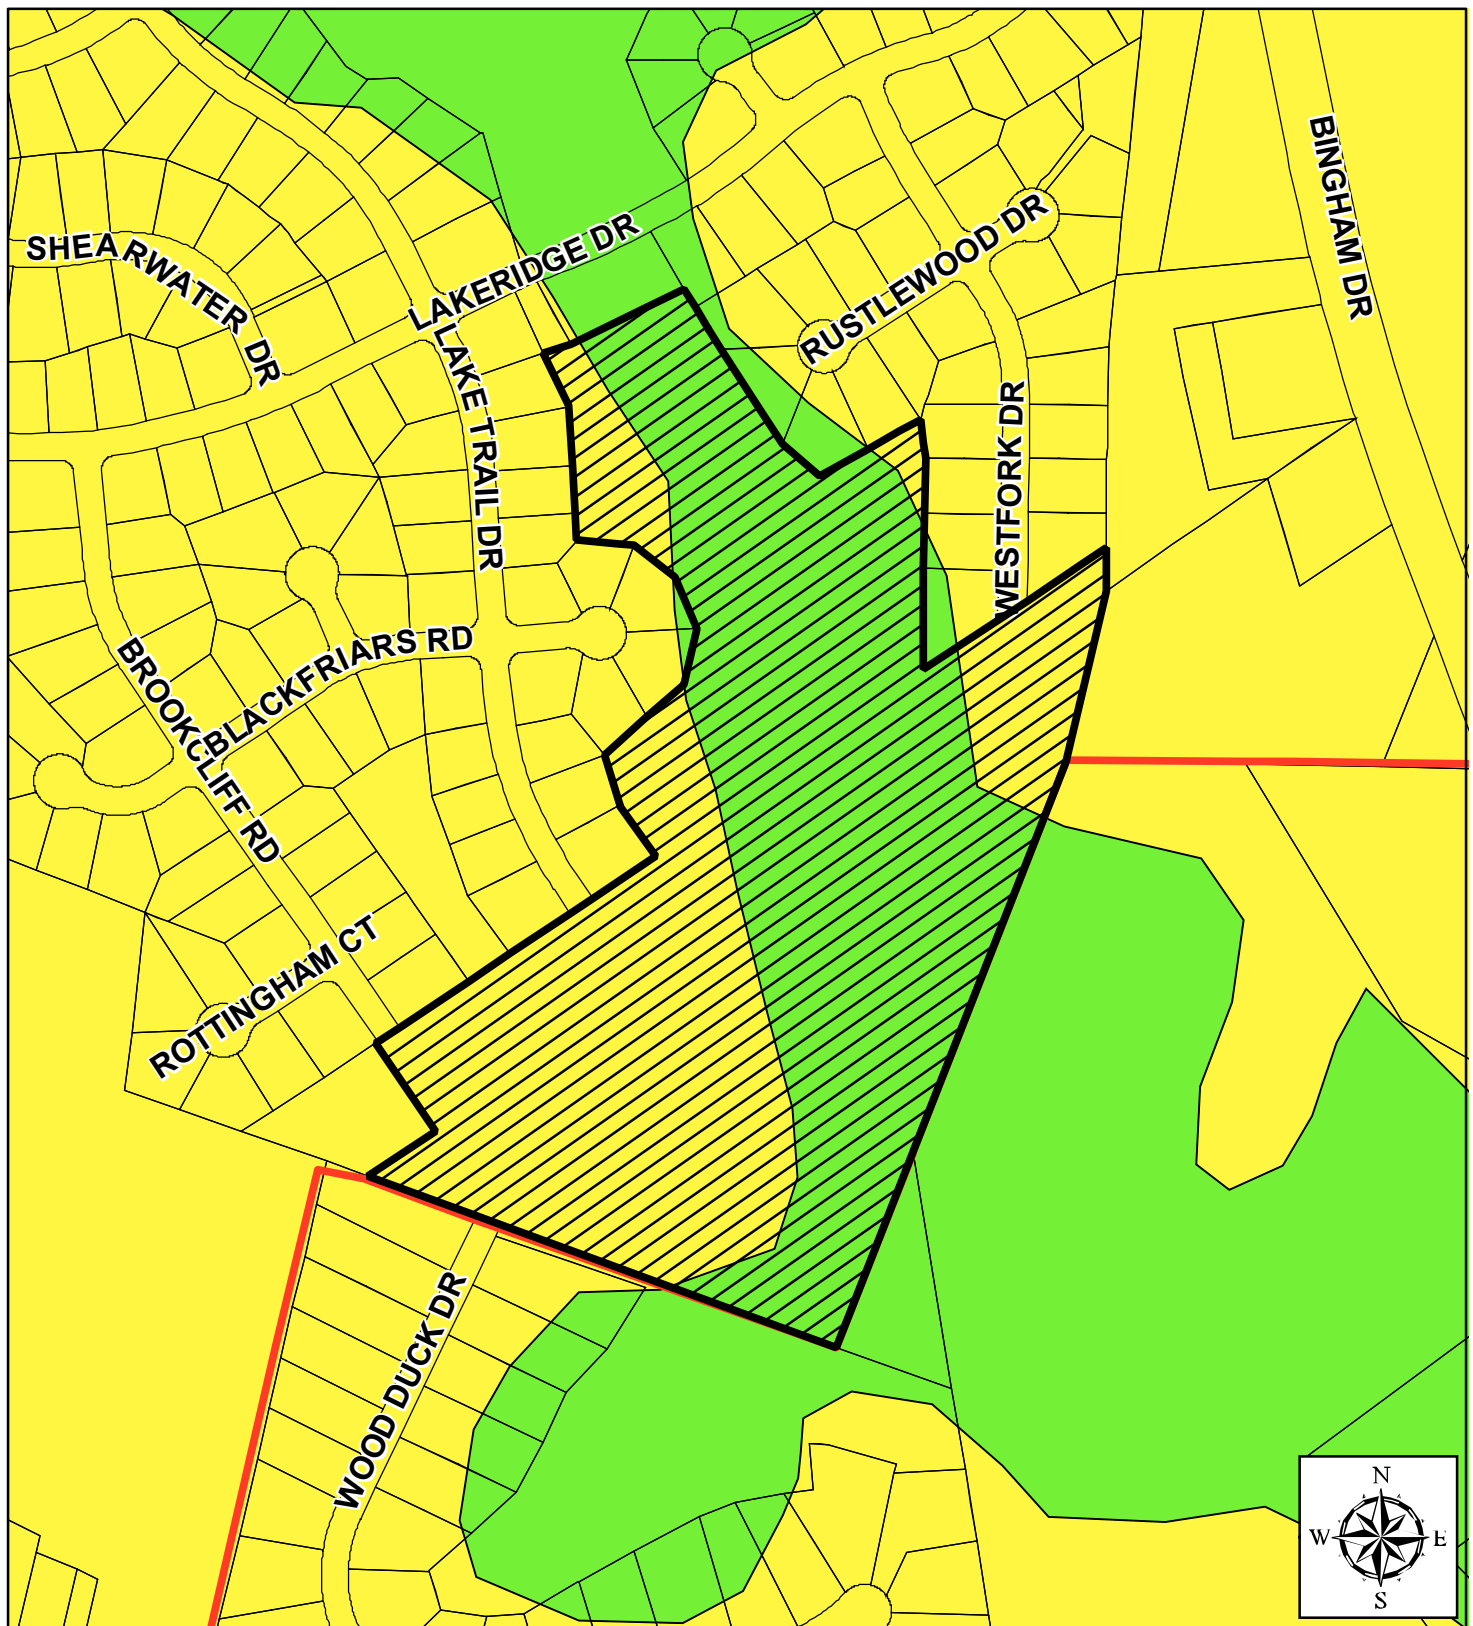 BINGHAM DR
SHEARWATER DR
LAKERIDGE DR
RUSTLEWOOD DR
LAKE TRAIL DR
WESTFORK DR
BLACKFRIARS RD
BROOKCLIFF RD
ROTTINGHAM CT
WOOD DUCK DR
N
W E
S